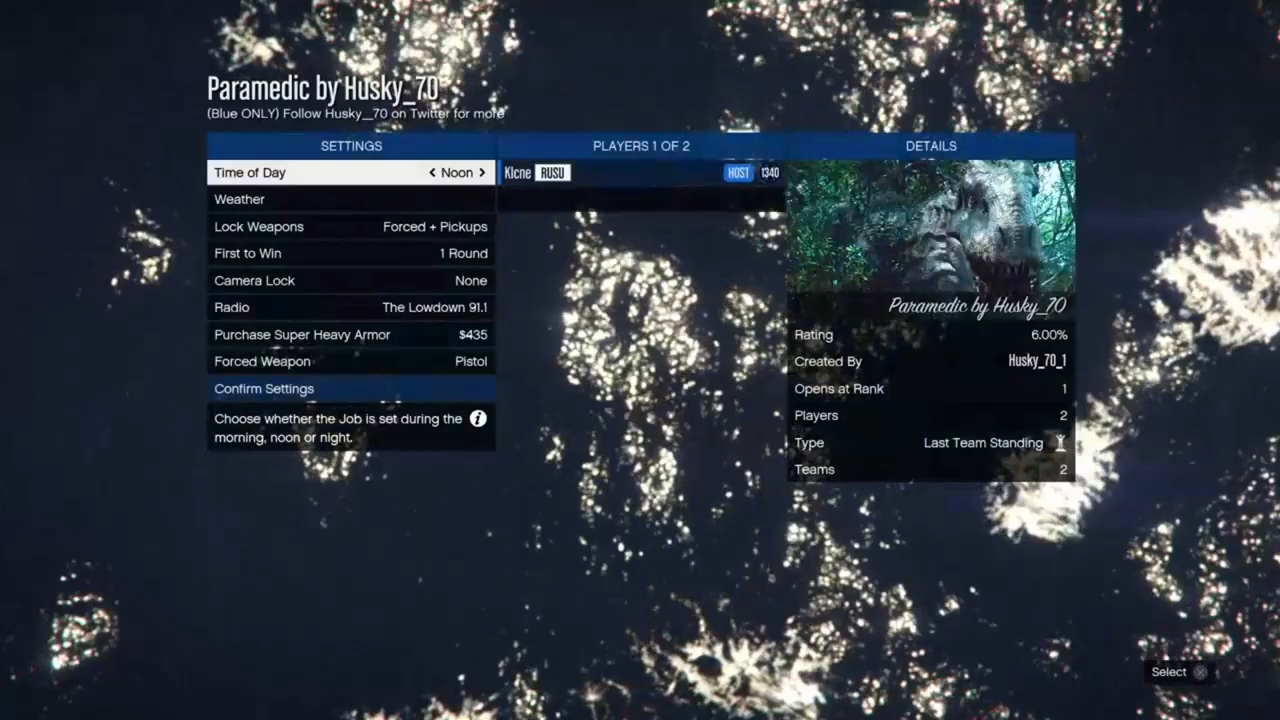 Paramedic by Husky_70
(Blue ONLY) Follow Husky__70 on Twitter for more
SETTINGS
Time of Day < Noon >
Weather
Lock Weapons Forced + Pickups
First to Win 1 Round
Camera Lock None
Radio The Lowdown 91.1
Purchase Super Heavy Armor $435
Forced Weapon Pistol
Confirm Settings
Choose whether the Job is set during the
morning, noon or night.
PLAYERS 1 OF 2
Klcne RUSU HOST 1340
DETAILS
Paramedic by Husky_70
Rating 6.00%
Created By Husky_70_1
Opens at Rank 1
Players 2
Type Last Team Standing
Teams 2
Select